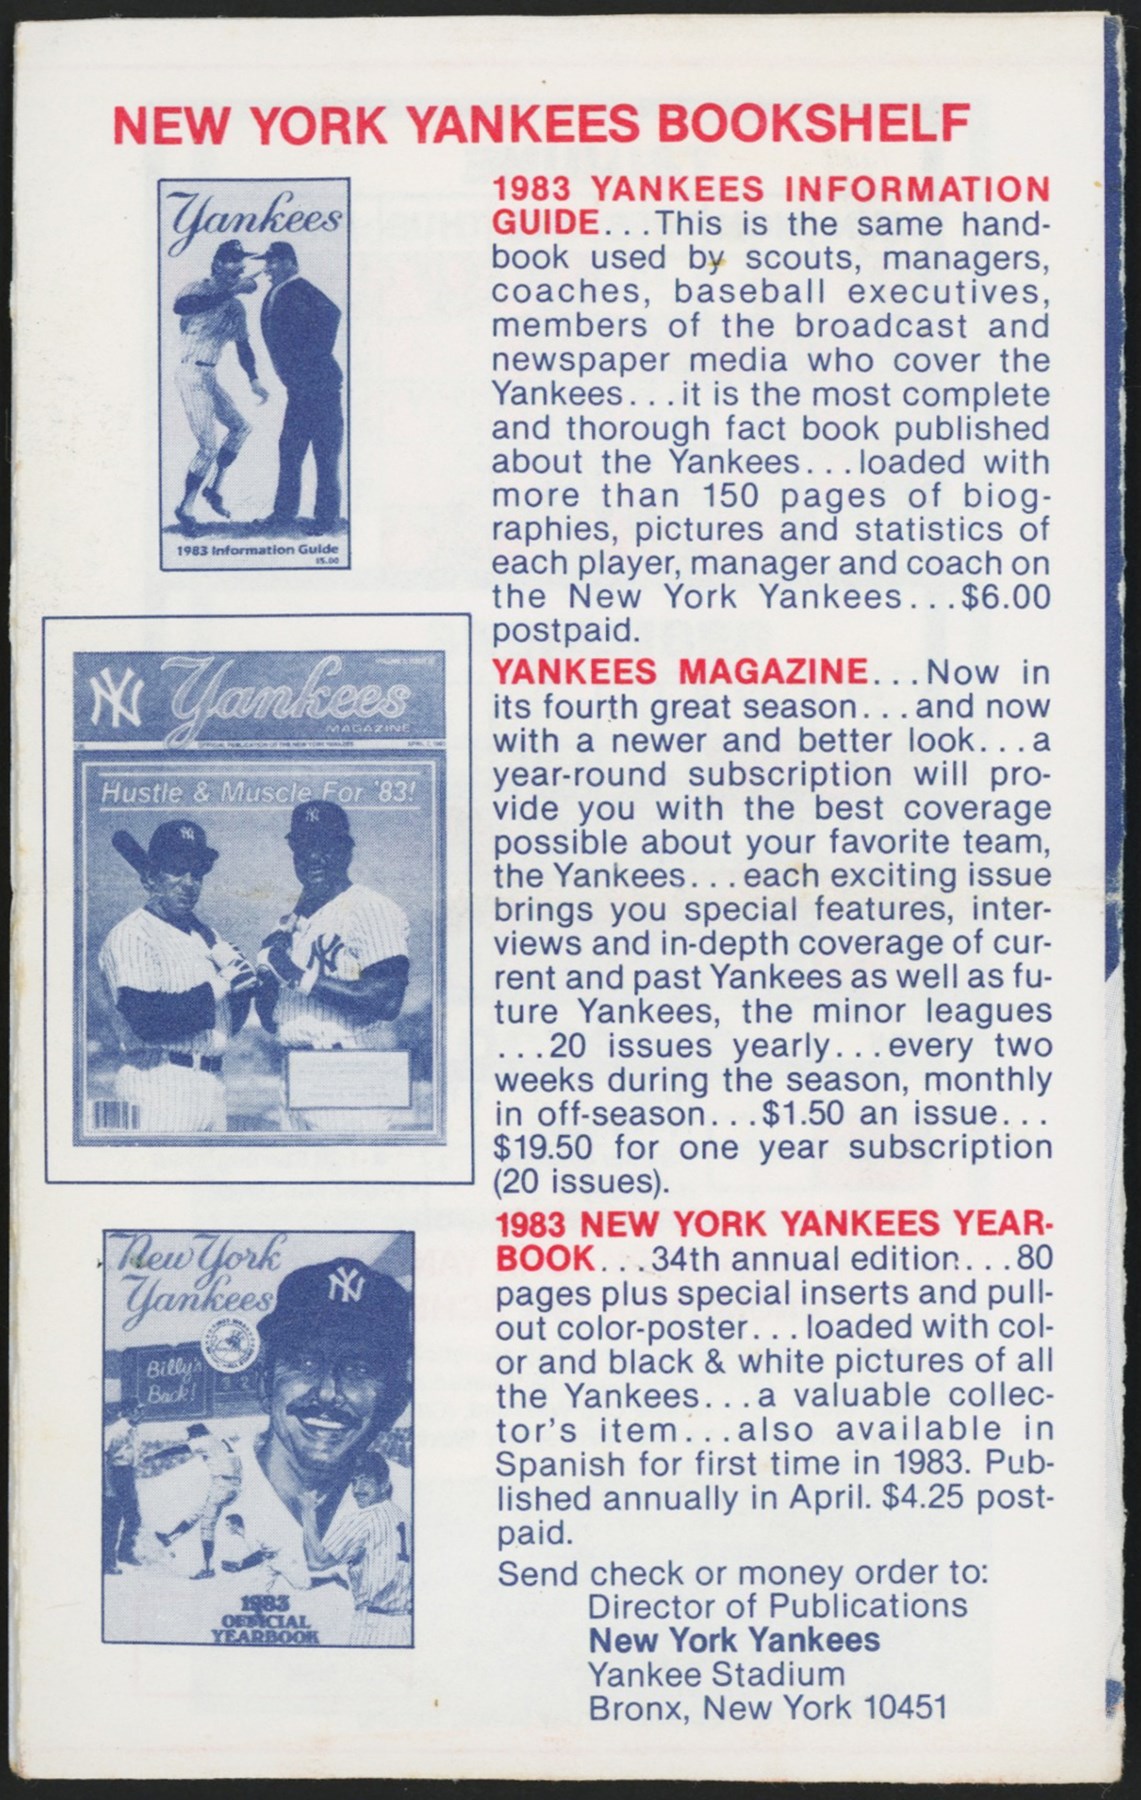 NEW YORK YANKEES BOOKSHELF
Yankees
1983 Information Guide
$5.00
1983 YANKEES INFORMATION
GUIDE...This is the same hand-
book used by scouts, managers,
coaches, baseball executives,
members of the broadcast and
newspaper media who cover the
Yankees...it is the most complete
and thorough fact book published
about the Yankees...loaded with
more than 150 pages of biog-
raphies, pictures and statistics of
each player, manager and coach on
the New York Yankees...$6.00
postpaid.
NY Yankees
MAGAZINE
OFFICIAL PUBLICATION OF THE NEW YORK YANKEES
Hustle & Muscle For '83!
NY
NY
NY
YANKEES MAGAZINE...Now in
its fourth great season...and now
with a newer and better look...a
year-round subscription will pro-
vide you with the best coverage
possible about your favorite team,
the Yankees...each exciting issue
brings you special features, inter-
views and in-depth coverage of cur-
rent and past Yankees as well as fu-
ture Yankees, the minor leagues
...20 issues yearly...every two
weeks during the season, monthly
in off-season...$1.50 an issue...
$19.50 for one year subscription
(20 issues).
New York
Yankees
NY
Billy's
Back!
1
1983
OFFICIAL
YEARBOOK
1983 NEW YORK YANKEES YEAR-
BOOK...34th annual edition...80
pages plus special inserts and pull-
out color-poster...loaded with col-
or and black & white pictures of all
the Yankees...a valuable collec-
tor's item...also available in
Spanish for first time in 1983. Pub-
lished annually in April. $4.25 post-
paid.
Send check or money order to:
Director of Publications
New York Yankees
Yankee Stadium
Bronx, New York 10451